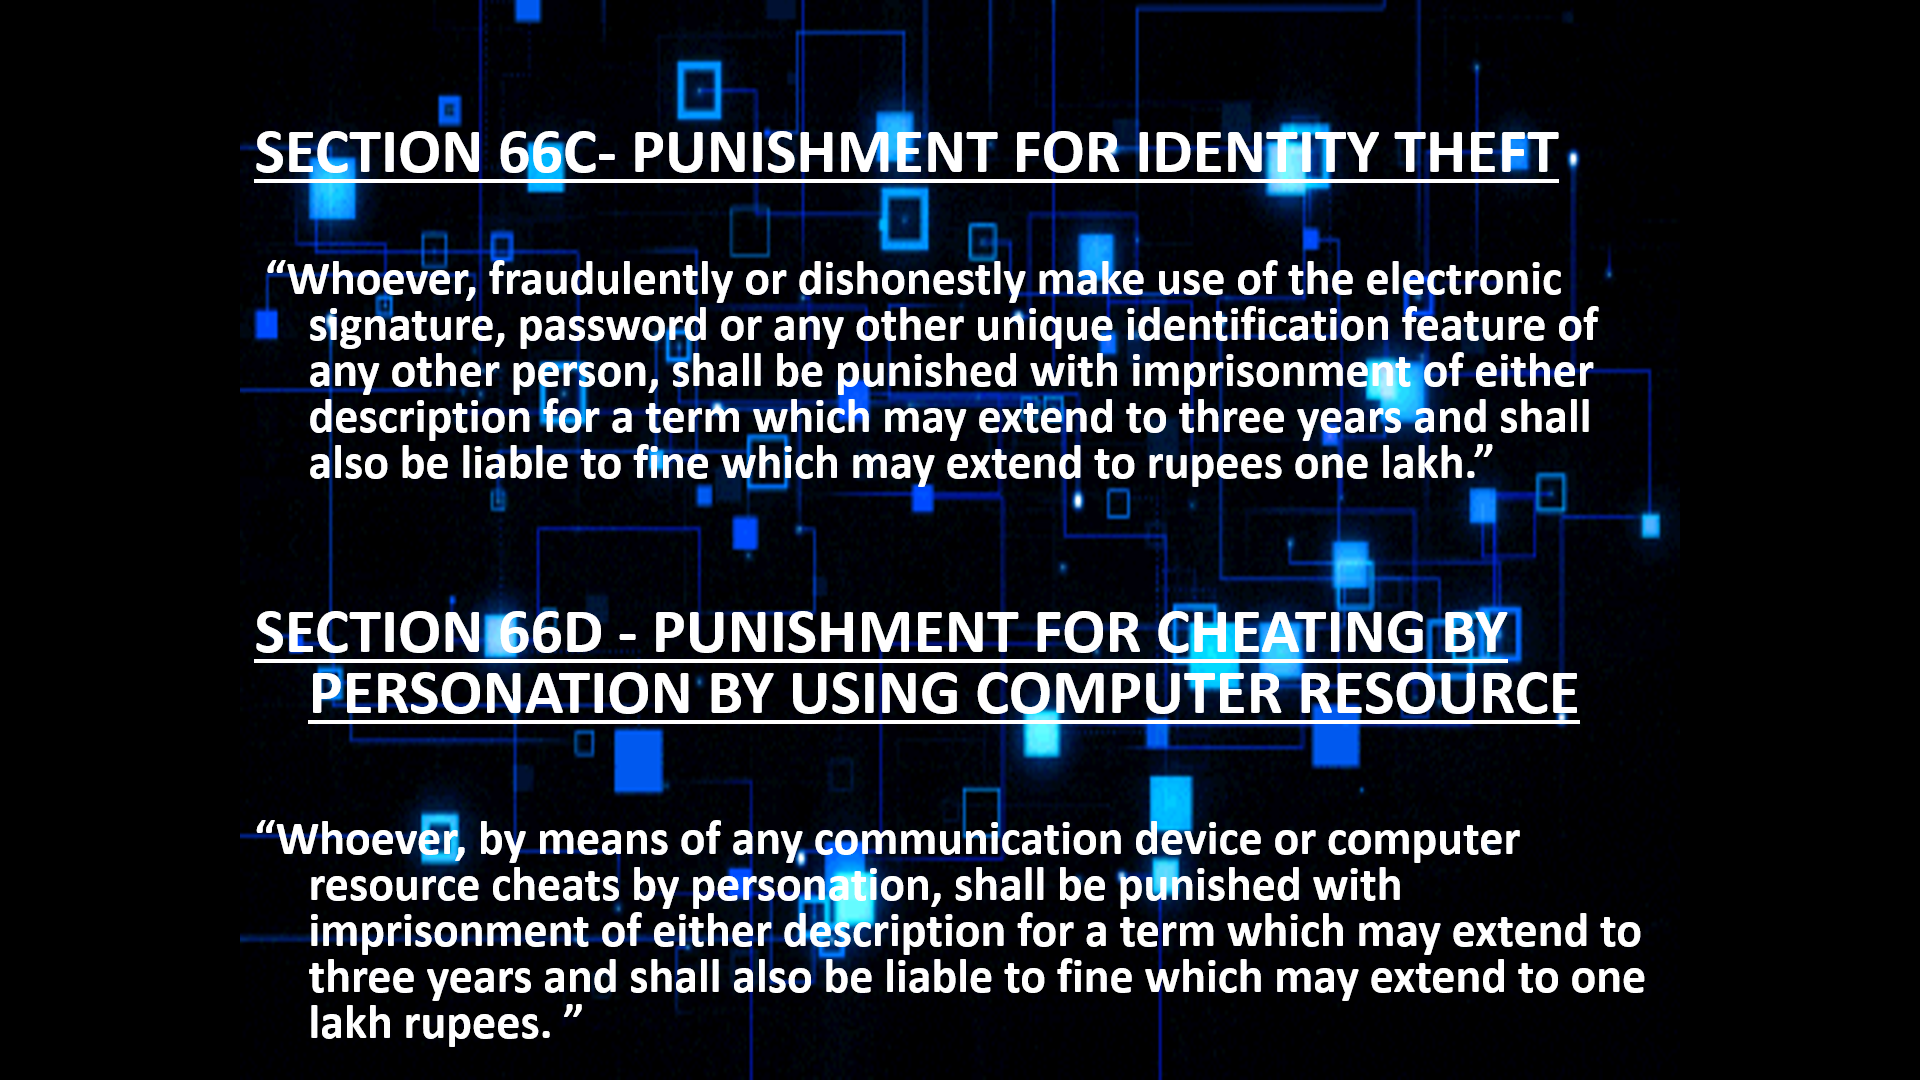 SECTION 66C- PUNISHMENT FOR IDENTITY THEFT
“Whoever, fraudulently or dishonestly make use of the electronic
signature, password or any other unique identification feature of
any other person, shall be punished with imprisonment of either
description for a term which may extend to three years and shall
also be liable to fine which may extend to rupees one lakh.”
SECTION 66D - PUNISHMENT FOR CHEATING BY
PERSONATION BY USING COMPUTER RESOURCE
“Whoever, by means of any communication device or computer
resource cheats by personation, shall be punished with
imprisonment of either description for a term which may extend to
three years and shall also be liable to fine which may extend to one
lakh rupees. ”